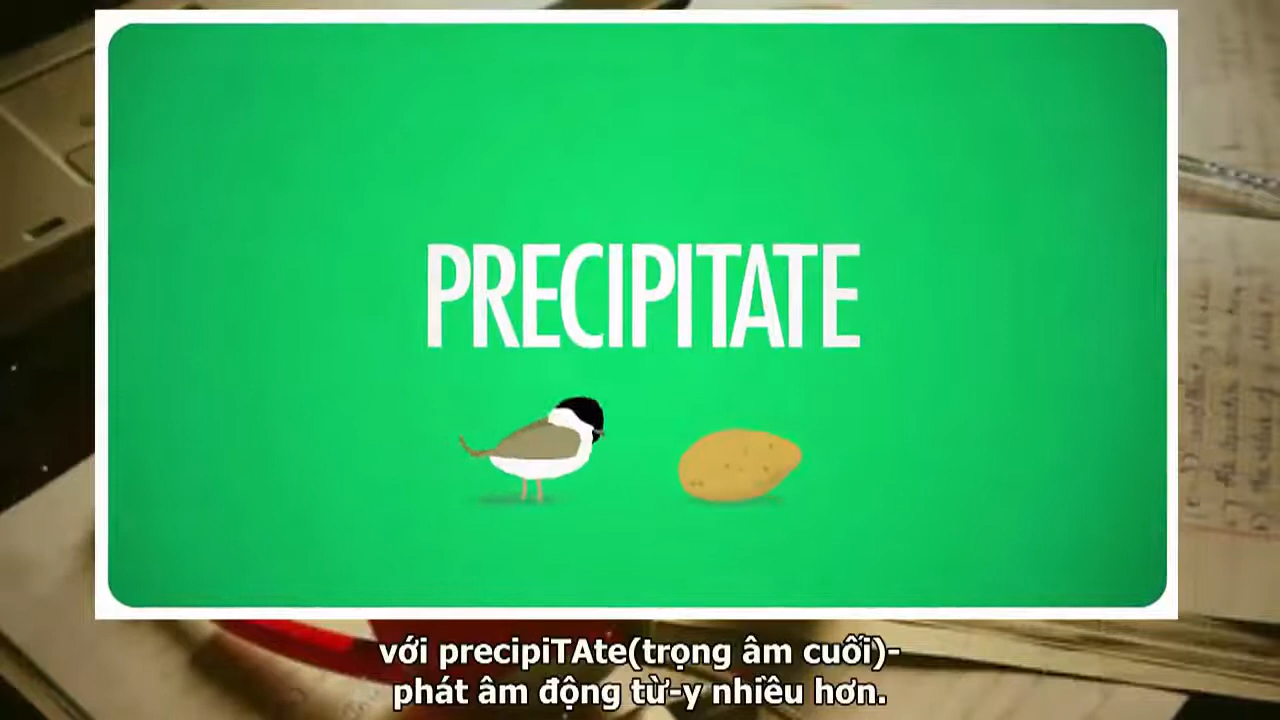 PRECIPITATE
với precipiTAte(trọng âm cuối)-
phát âm động từ-y nhiều hơn.